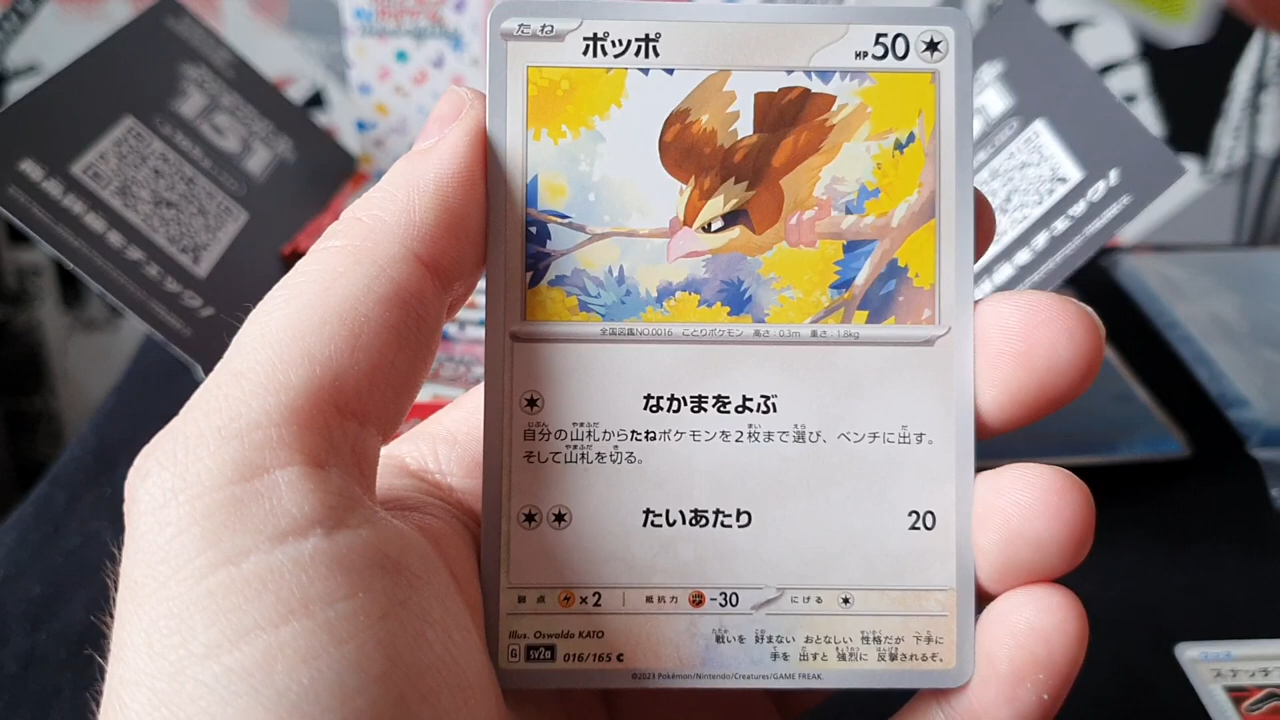 たね
ポッポ
HP 50
全国図鑑NO.0016 ことりポケモン 高さ:0.3m 重さ:1.8kg
なかまをよぶ
自分の山札からたねポケモンを2枚まで選び、ベンチに出す。
そして山札を切る。
たいあたり 20
弱点 ×2 抵抗力 -30 にげる
Illus. Oswaldo KATO
戦いを 好まない おとなしい 性格だが 下手に
手を 出すと 強烈に 反撃されるぞ。
G sv2a 016/165 C
©2023 Pokémon/Nintendo/Creatures/GAME FREAK.
151